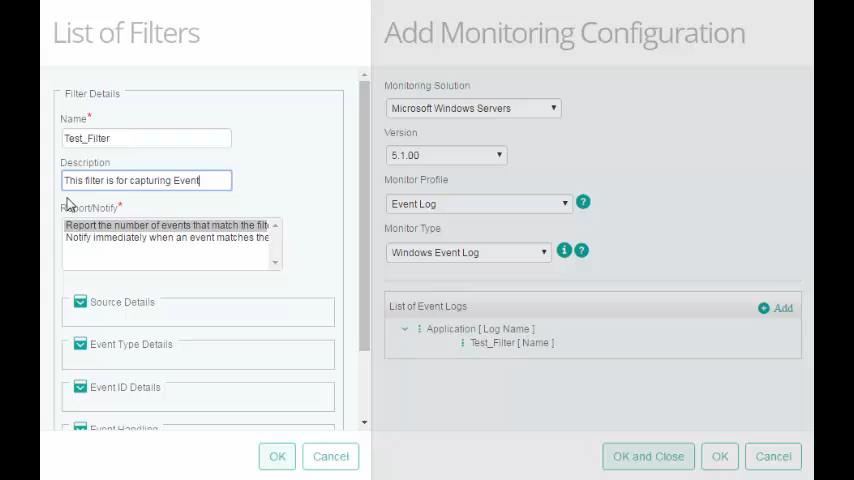 List of Filters
Filter Details
Name*
Test_Filter
Description
This filter is for capturing Event
Report/Notify*
Report the number of events that match the filt
Notify immediately when an event matches the
Source Details
Event Type Details
Event ID Details
Event Handling
OK
Cancel
Add Monitoring Configuration
Monitoring Solution
Microsoft Windows Servers
Version
5.1.00
Monitor Profile
Event Log
?
Monitor Type
Windows Event Log
i ?
List of Event Logs
+ Add
Application [ Log Name ]
Test_Filter [ Name ]
OK and Close
OK
Cancel